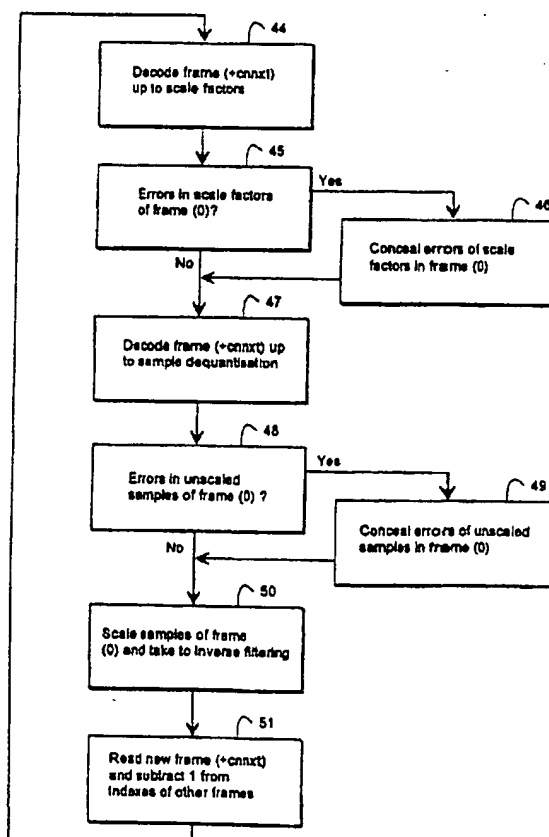 44
Decode frame (+cnnxt)
up to scale factors
45
Errors in scale factors
of frame (0)?
Yes
46
Conceal errors of scale
factors in frame (0)
No
47
Decode frame (+cnnxt) up
to sample dequantisation
48
Errors in unscaled
samples of frame (0) ?
Yes
49
Conceal errors of unscaled
samples in frame (0)
No
50
Scale samples of frame
(0) and take to inverse filtering
51
Read new frame (+cnnxt)
and subtract 1 from
indexes of other frames